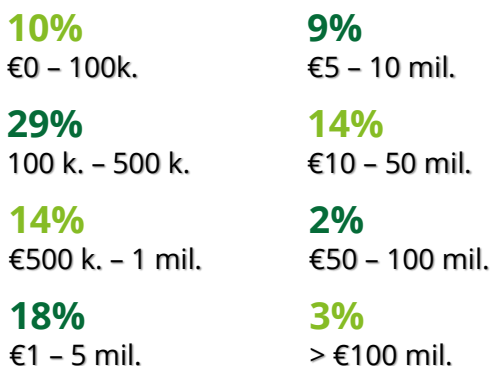 10%
€0 – 100k.
29%
100 k. – 500 k.
14%
€500 k. – 1 mil.
18%
€1 – 5 mil.
9%
€5 – 10 mil.
14%
€10 – 50 mil.
2%
€50 – 100 mil.
3%
> €100 mil.